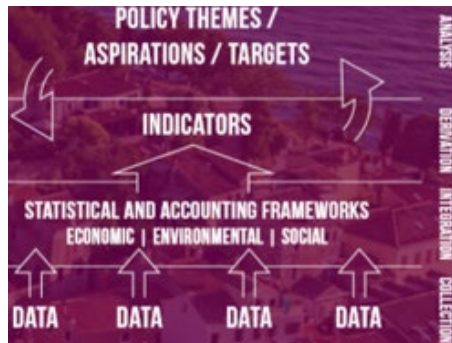 POLICY THEMES /
ASPIRATIONS / TARGETS
INDICATORS
STATISTICAL AND ACCOUNTING FRAMEWORKS
ECONOMIC | ENVIRONMENTAL | SOCIAL
DATA DATA DATA DATA
ANALYSIS
DERIVATION
INTEGRATION
COLLECTION